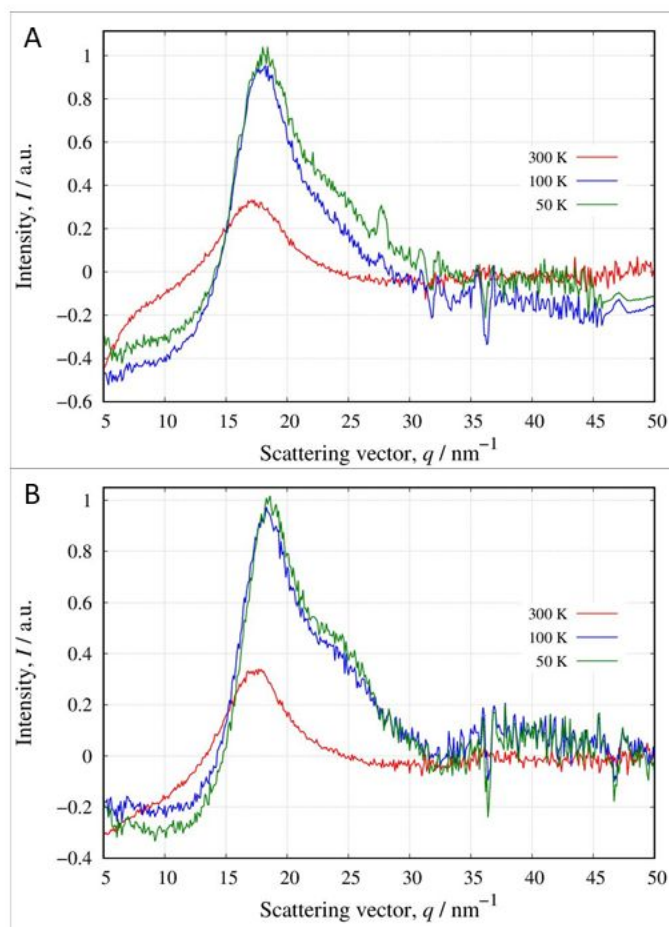 A
1
0.8
0.6
0.4
0.2
0
−0.2
−0.4
−0.6
Intensity, I / a.u.
300 K
100 K
50 K
5 10 15 20 25 30 35 40 45 50
Scattering vector, q / nm⁻¹
B
1
0.8
0.6
0.4
0.2
0
−0.2
−0.4
Intensity, I / a.u.
300 K
100 K
50 K
5 10 15 20 25 30 35 40 45 50
Scattering vector, q / nm⁻¹